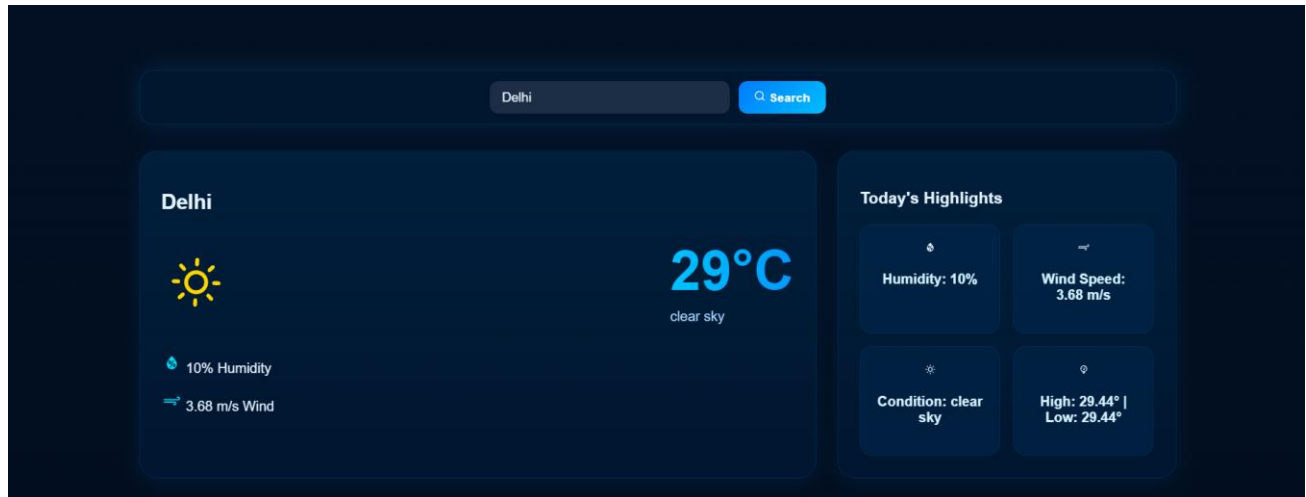 Delhi
Search
Delhi
29°C
clear sky
10% Humidity
3.68 m/s Wind
Today's Highlights
Humidity: 10%
Wind Speed:
3.68 m/s
Condition: clear
sky
High: 29.44° |
Low: 29.44°